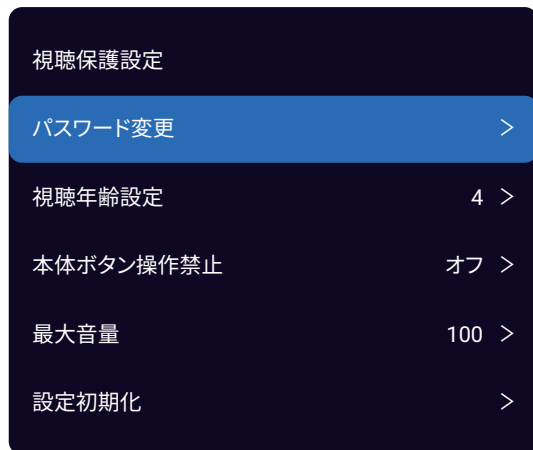 視聴保護設定
パスワード変更 >
視聴年齢設定 4 >
本体ボタン操作禁止 オフ >
最大音量 100 >
設定初期化 >